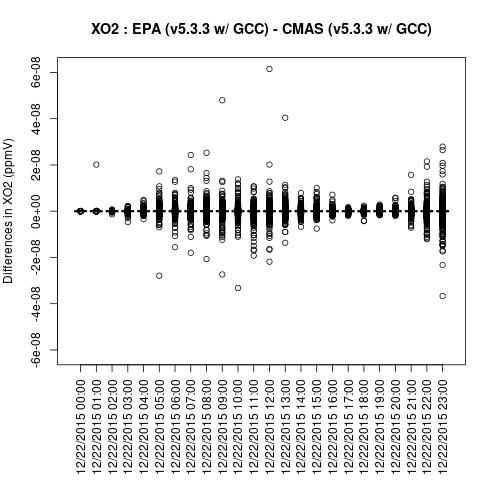 XO2 : EPA (v5.3.3 w/ GCC) - CMAS (v5.3.3 w/ GCC)
Differences in XO2 (ppmV)
6e-08
4e-08
2e-08
0e+00
-2e-08
-4e-08
-6e-08
12/22/2015 00:00
12/22/2015 01:00
12/22/2015 02:00
12/22/2015 03:00
12/22/2015 04:00
12/22/2015 05:00
12/22/2015 06:00
12/22/2015 07:00
12/22/2015 08:00
12/22/2015 09:00
12/22/2015 10:00
12/22/2015 11:00
12/22/2015 12:00
12/22/2015 13:00
12/22/2015 14:00
12/22/2015 15:00
12/22/2015 16:00
12/22/2015 17:00
12/22/2015 18:00
12/22/2015 19:00
12/22/2015 20:00
12/22/2015 21:00
12/22/2015 22:00
12/22/2015 23:00